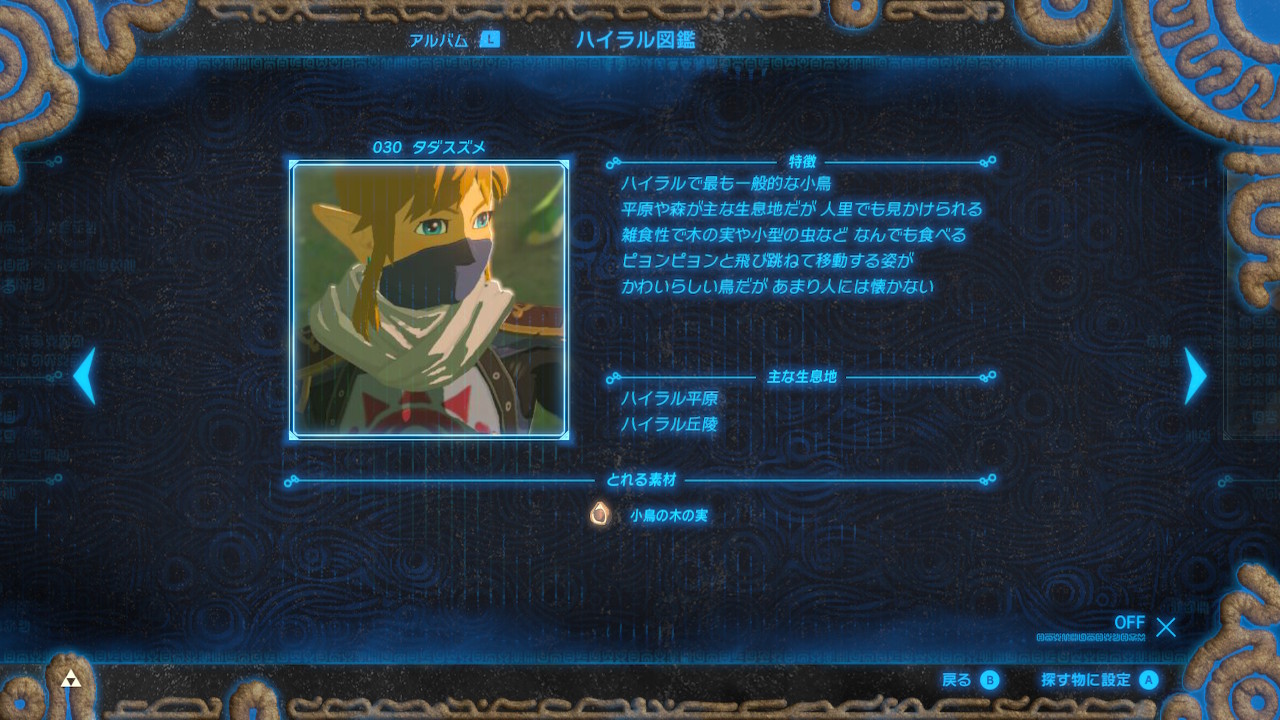 アルバム L ハイラル図鑑
030 タダスズメ
特徴
ハイラルで最も一般的な小鳥
平原や森が主な生息地だが 人里でも見かけられる
雑食性で木の実や小型の虫など なんでも食べる
ピョンピョンと飛び跳ねて移動する姿が
かわいらしい鳥だが あまり人には懐かない
主な生息地
ハイラル平原
ハイラル丘陵
とれる素材
小鳥の木の実
OFF
戻る B 探す物に設定 A